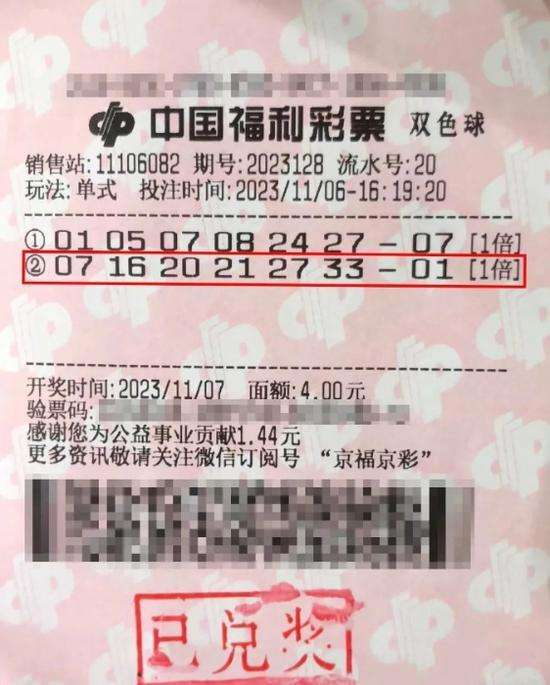 中国福利彩票 双色球
销售站:11106082 期号:2023128 流水号:20
玩法:单式 投注时间:2023/11/06-16:19:20
① 01 05 07 08 24 27 - 07 [1倍]
② 07 16 20 21 27 33 - 01 [1倍]
开奖时间:2023/11/07 面额:4.00元
验票码:
感谢您为公益事业贡献1.44元
更多资讯敬请关注微信订阅号 “京福京彩”
已兑奖